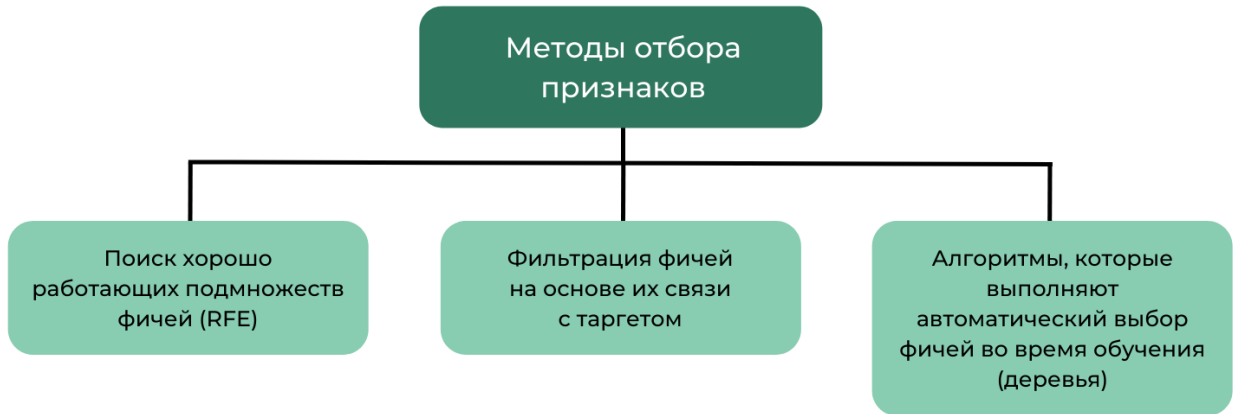 Методы отбора
признаков
Поиск хорошо
работающих подмножеств
фичей (RFE)
Фильтрация фичей
на основе их связи
с таргетом
Алгоритмы, которые
выполняют
автоматический выбор
фичей во время обучения
(деревья)